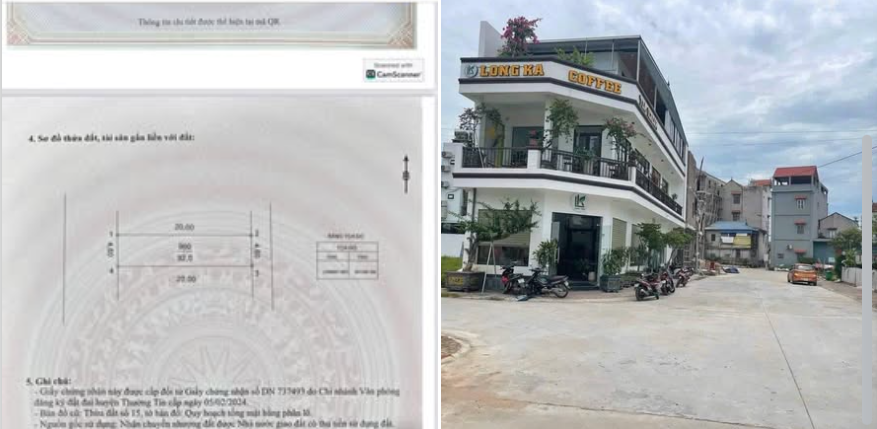 Thông tin chi tiết được thể hiện tại mã QR
Scanned with
CamScanner
4. Sơ đồ thửa đất, tài sản gắn liền với đất:
1
20.00
2
4
20.00
3
5. Ghi chú:
- Giấy chứng nhận này được cấp đổi từ Giấy chứng nhận số DN 737493 do Chi nhánh Văn phòng
đăng ký đất đai huyện Thường Tín cấp ngày 05/02/2024.
- Bản đồ cũ: Thửa đất số 15, tờ bản đồ: Quy hoạch tổng mặt bằng phân lô.
- Nguồn gốc sử dụng: Nhận chuyển nhượng đất được Nhà nước giao đất có thu tiền sử dụng đất.
LONG KA COFFEE